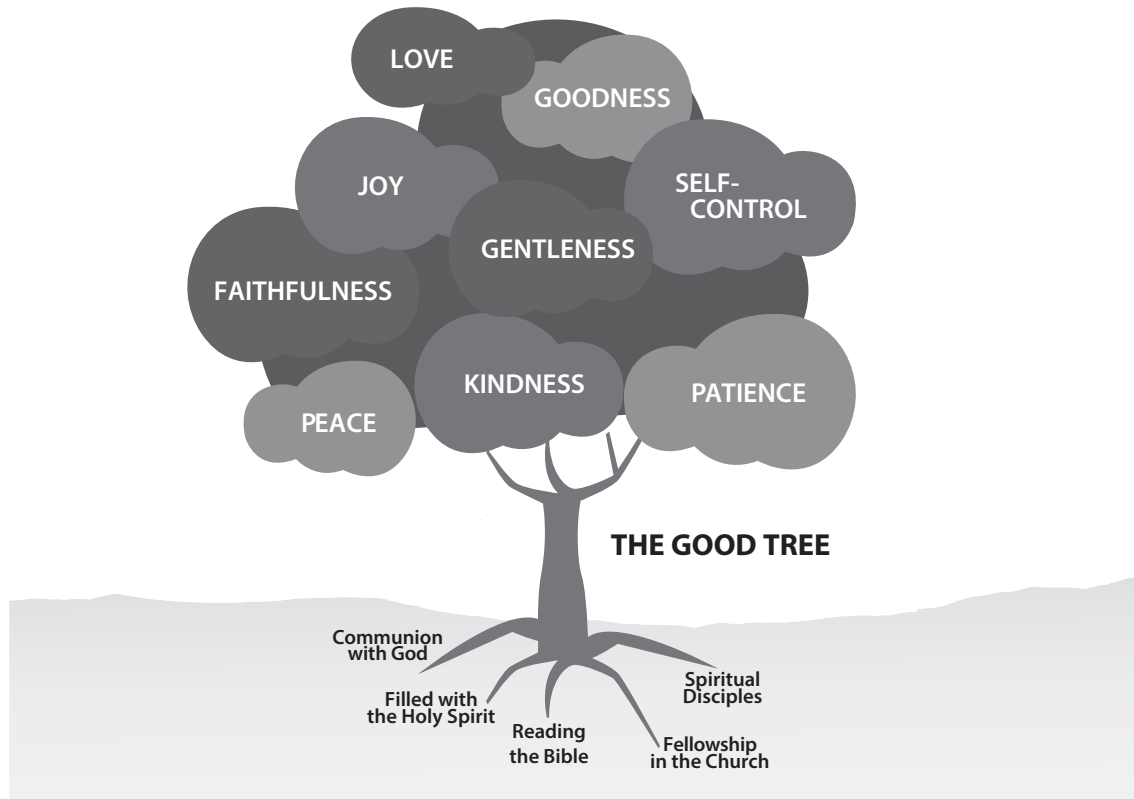 LOVE
GOODNESS
JOY
SELF-
CONTROL
GENTLENESS
FAITHFULNESS
KINDNESS
PATIENCE
PEACE
THE GOOD TREE
Communion
with God
Filled with
the Holy Spirit
Reading
the Bible
Fellowship
in the Church
Spiritual
Disciples